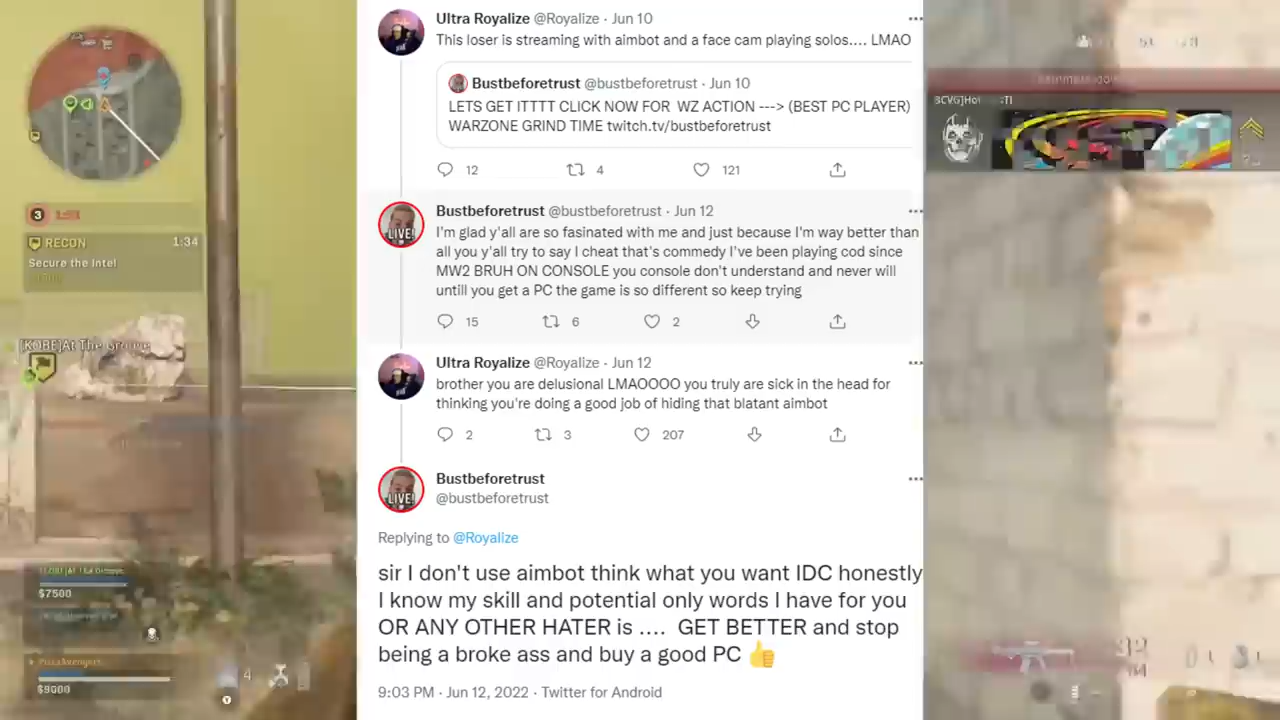 Ultra Royalize @Royalize · Jun 10
This loser is streaming with aimbot and a face cam playing solos.... LMAO
Bustbeforetrust @bustbeforetrust · Jun 10
LETS GET ITTTT CLICK NOW FOR WZ ACTION ---> (BEST PC PLAYER)
WARZONE GRIND TIME twitch.tv/bustbeforetrust
12 4 121
Bustbeforetrust @bustbeforetrust · Jun 12
LIVE!
I'm glad y'all are so fasinated with me and just because I'm way better than
all you y'all try to say I cheat that's commedy I've been playing cod since
MW2 BRUH ON CONSOLE you console don't understand and never will
untill you get a PC the game is so different so keep trying
15 6 2
Ultra Royalize @Royalize · Jun 12
brother you are delusional LMAOOOO you truly are sick in the head for
thinking you're doing a good job of hiding that blatant aimbot
2 3 207
Bustbeforetrust
@bustbeforetrust
LIVE!
Replying to @Royalize
sir I don't use aimbot think what you want IDC honestly
I know my skill and potential only words I have for you
OR ANY OTHER HATER is .... GET BETTER and stop
being a broke ass and buy a good PC 👍
9:03 PM · Jun 12, 2022 · Twitter for Android
3
RECON 1:34
Secure the Intel
[KOBE]At The Groove
$7500
$9000
4